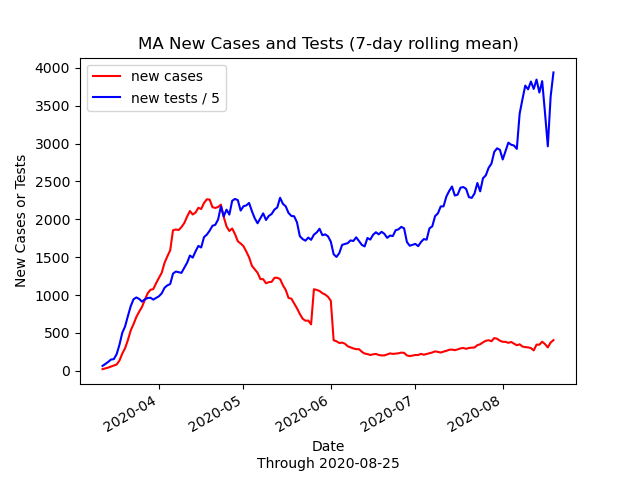 MA New Cases and Tests (7-day rolling mean)
new cases
new tests / 5
New Cases or Tests
4000
3500
3000
2500
2000
1500
1000
500
0
2020-04
2020-05
2020-06
2020-07
2020-08
Date
Through 2020-08-25